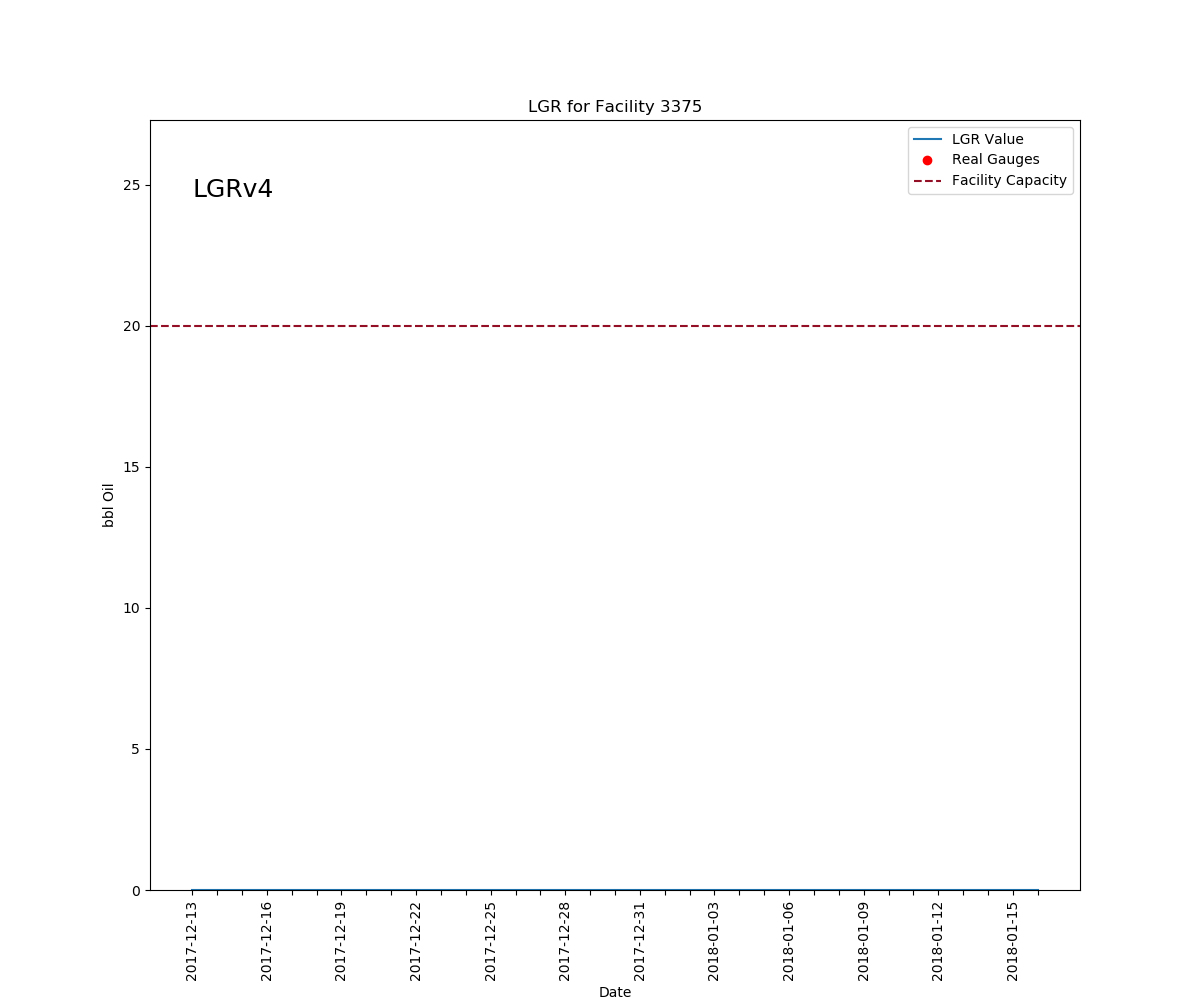 LGR for Facility 3375
LGR Value
Real Gauges
Facility Capacity
LGRv4
25
20
15
10
5
0
bbl Oil
2017-12-13
2017-12-16
2017-12-19
2017-12-22
2017-12-25
2017-12-28
2017-12-31
2018-01-03
2018-01-06
2018-01-09
2018-01-12
2018-01-15
Date